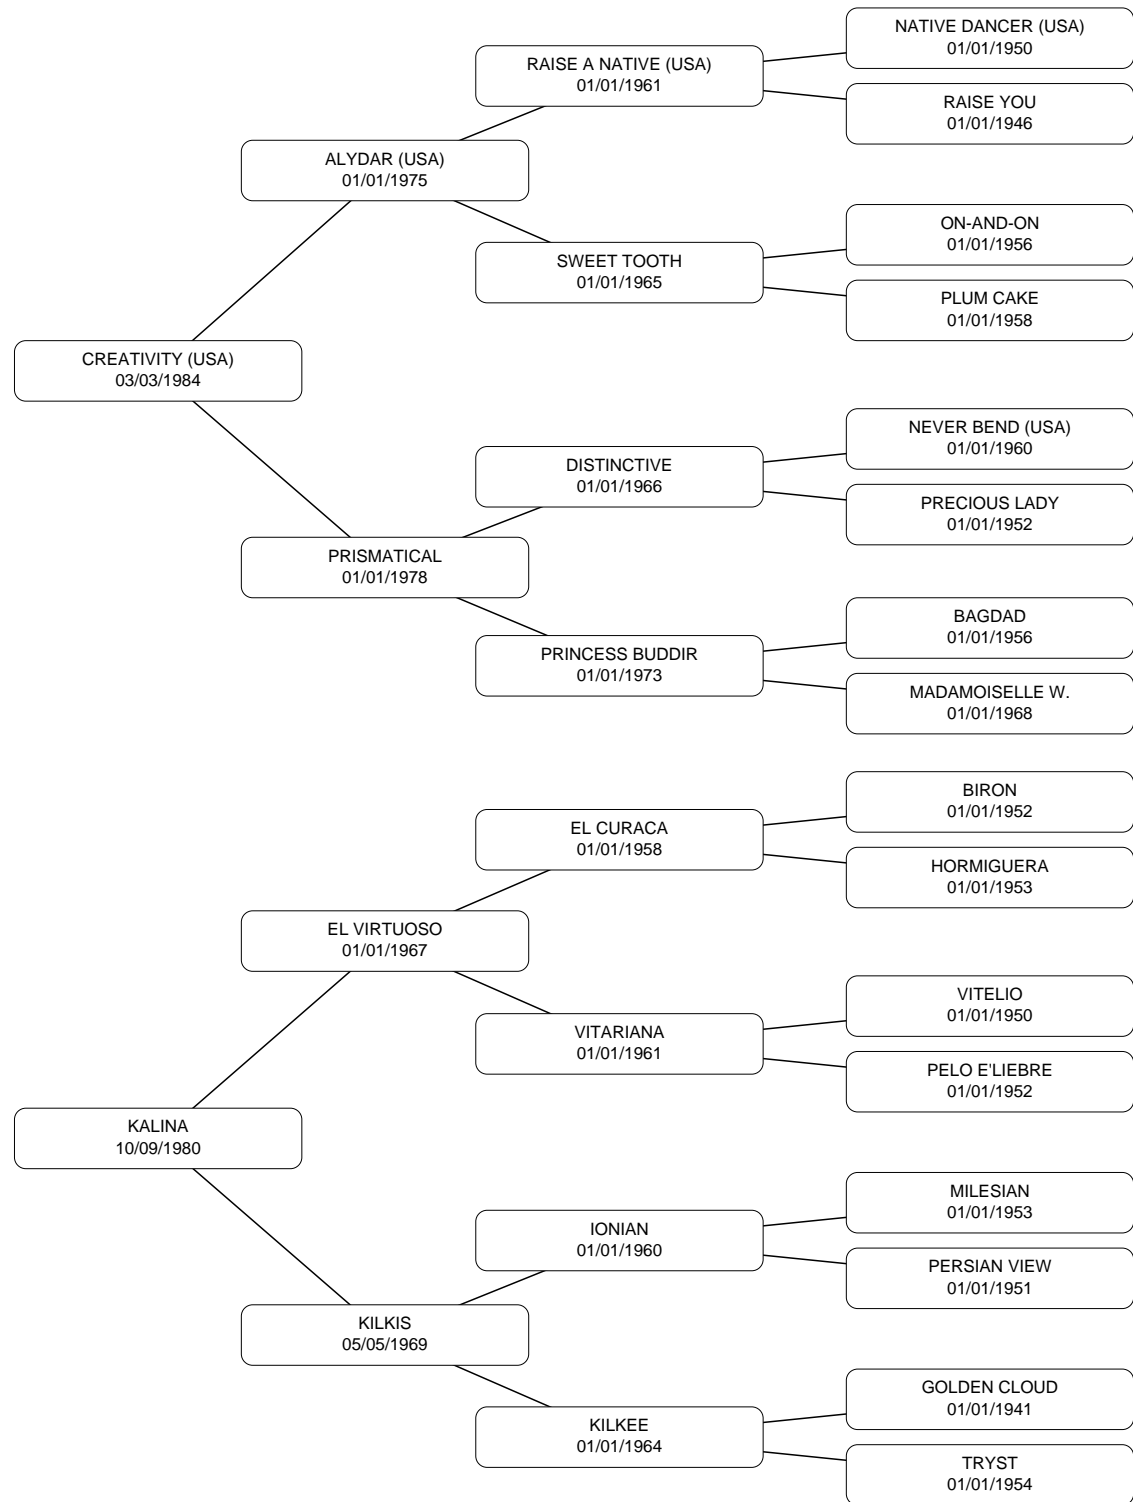 NATIVE DANCER (USA)
01/01/1950
RAISE A NATIVE (USA)
01/01/1961
RAISE YOU
01/01/1946
ALYDAR (USA)
01/01/1975
ON-AND-ON
01/01/1956
SWEET TOOTH
01/01/1965
PLUM CAKE
01/01/1958
CREATIVITY (USA)
03/03/1984
NEVER BEND (USA)
01/01/1960
DISTINCTIVE
01/01/1966
PRECIOUS LADY
01/01/1952
PRISMATICAL
01/01/1978
BAGDAD
01/01/1956
PRINCESS BUDDIR
01/01/1973
MADAMOISELLE W.
01/01/1968
BIRON
01/01/1952
EL CURACA
01/01/1958
HORMIGUERA
01/01/1953
EL VIRTUOSO
01/01/1967
VITELIO
01/01/1950
VITARIANA
01/01/1961
PELO E'LIEBRE
01/01/1952
KALINA
10/09/1980
MILESIAN
01/01/1953
IONIAN
01/01/1960
PERSIAN VIEW
01/01/1951
KILKIS
05/05/1969
GOLDEN CLOUD
01/01/1941
KILKEE
01/01/1964
TRYST
01/01/1954